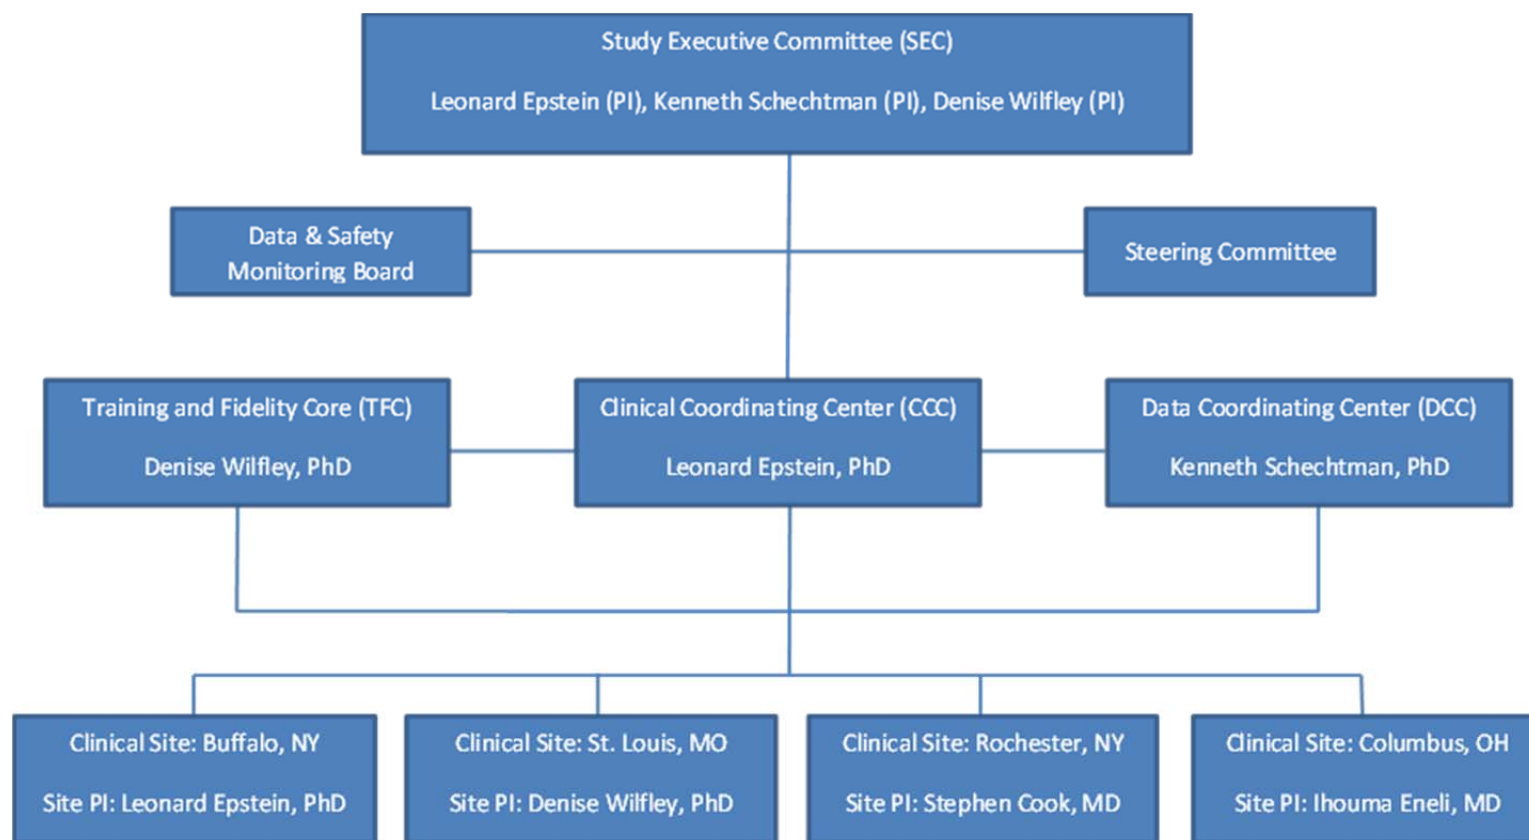 Study Executive Committee (SEC)
Leonard Epstein (PI), Kenneth Schechtman (PI), Denise Wilfley (PI)
Data & Safety
Monitoring Board
Steering Committee
Training and Fidelity Core (TFC)
Denise Wilfley, PhD
Clinical Coordinating Center (CCC)
Leonard Epstein, PhD
Data Coordinating Center (DCC)
Kenneth Schechtman, PhD
Clinical Site: Buffalo, NY
Site PI: Leonard Epstein, PhD
Clinical Site: St. Louis, MO
Site PI: Denise Wilfley, PhD
Clinical Site: Rochester, NY
Site PI: Stephen Cook, MD
Clinical Site: Columbus, OH
Site PI: Ihouma Eneli, MD